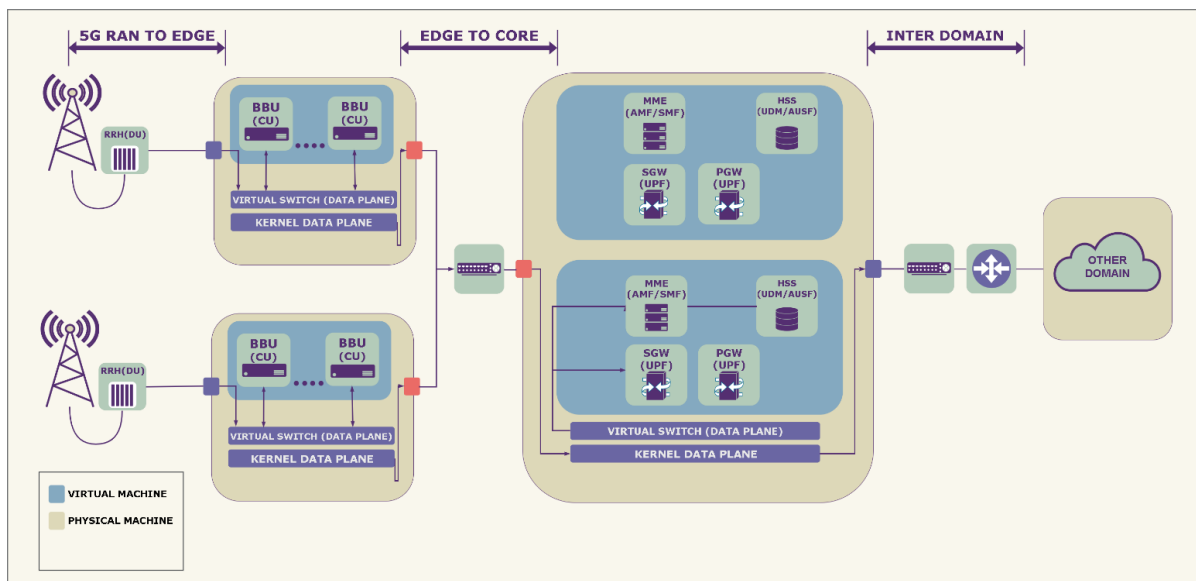 5G RAN TO EDGE
EDGE TO CORE
INTER DOMAIN
RRH(DU)
BBU
(CU)
BBU
(CU)
VIRTUAL SWITCH (DATA PLANE)
KERNEL DATA PLANE
MME
(AMF/SMF)
HSS
(UDM/AUSF)
SGW
(UPF)
PGW
(UPF)
OTHER
DOMAIN
RRH(DU)
BBU
(CU)
BBU
(CU)
VIRTUAL SWITCH (DATA PLANE)
KERNEL DATA PLANE
MME
(AMF/SMF)
HSS
(UDM/AUSF)
SGW
(UPF)
PGW
(UPF)
VIRTUAL SWITCH (DATA PLANE)
KERNEL DATA PLANE
VIRTUAL MACHINE
PHYSICAL MACHINE